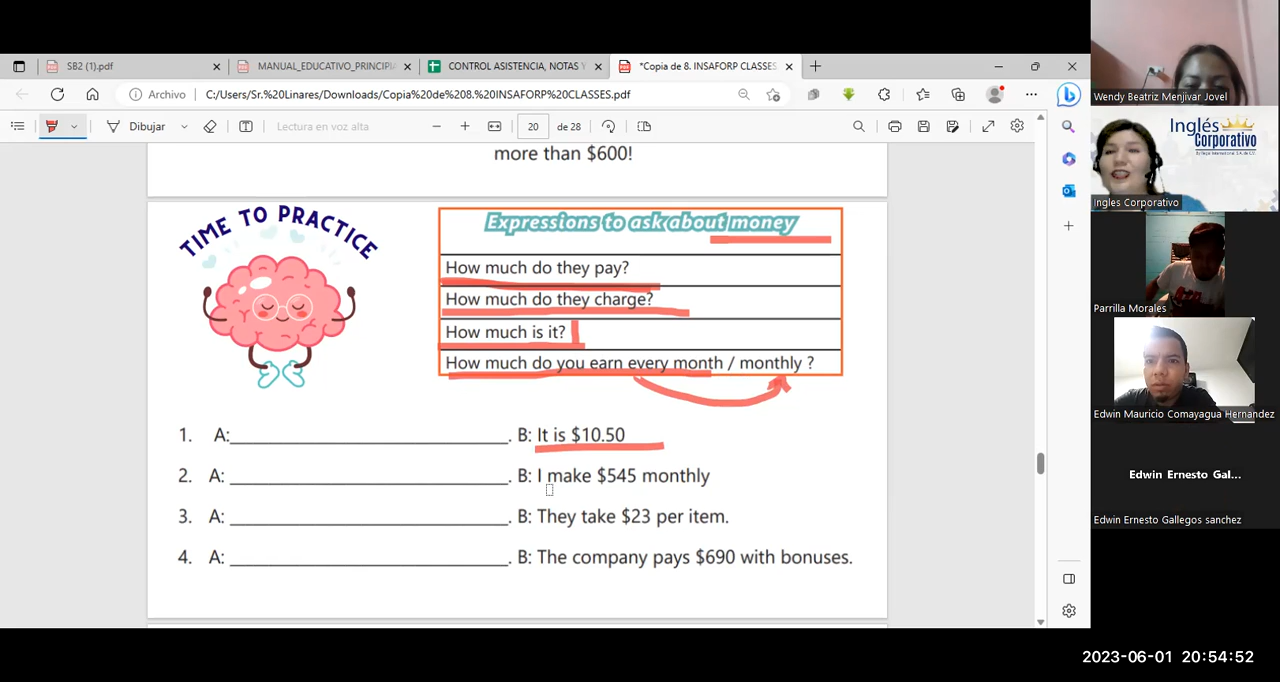 SB2 (1).pdf
MANUAL_EDUCATIVO_PRINCIPI
CONTROL ASISTENCIA, NOTAS Y
*Copia de 8. INSAFORP CLASSES.
Archivo
C:/Users/Sr.%20Linares/Downloads/Copia%20de%208.%20INSAFORP%20CLASSES.pdf
Dibujar
Lectura en voz alta
20 de 28
more than $600!
TIME TO PRACTICE
Expressions to ask about money
How much do they pay?
How much do they charge?
How much is it?
How much do you earn every month / monthly ?
1. A:______________________________. B: It is $10.50
2. A: ______________________________. B: I make $545 monthly
3. A: ______________________________. B: They take $23 per item.
4. A: ______________________________. B: The company pays $690 with bonuses.
Wendy Beatriz Menjivar Jovel
Inglés
Corporativo
Ingles Corporativo
Parrilla Morales
Edwin Mauricio Comayagua Hernandez
Edwin Ernesto Gal...
Edwin Ernesto Gallegos sanchez
2023-06-01 20:54:52